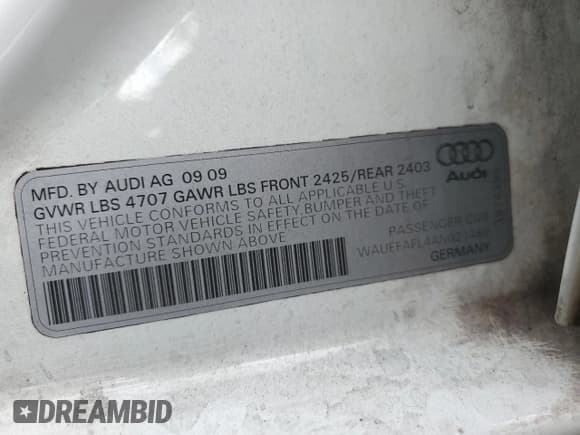 MFD. BY AUDI AG 09 09
GVWR LBS 4707 GAWR LBS FRONT 2425/REAR 2403
THIS VEHICLE CONFORMS TO ALL APPLICABLE U S
FEDERAL MOTOR VEHICLE SAFETY,BUMPER AND THEFT
PREVENTION STANDARDS IN EFFECT ON DATE OF
MANUFACTURE SHOWN ABOVE
Audi
PASSENGER CAR
GERMANY
DREAMBID